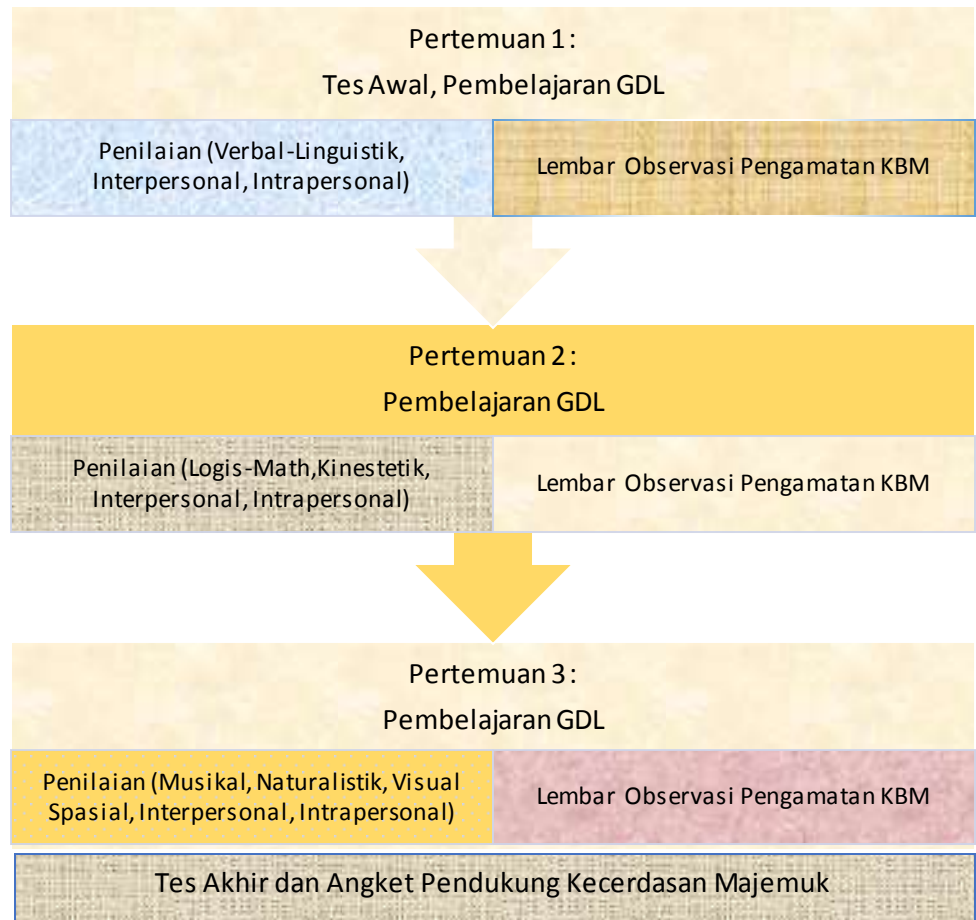 Pertemuan 1 :
Tes Awal, Pembelajaran GDL
Penilaian (Verbal-Linguistik,
Interpersonal, Intrapersonal)
Lembar Observasi Pengamatan KBM
Pertemuan 2 :
Pembelajaran GDL
Penilaian (Logis-Math,Kinestetik,
Interpersonal, Intrapersonal)
Lembar Observasi Pengamatan KBM
Pertemuan 3 :
Pembelajaran GDL
Penilaian (Musikal, Naturalistik, Visual
Spasial, Interpersonal, Intrapersonal)
Lembar Observasi Pengamatan KBM
Tes Akhir dan Angket Pendukung Kecerdasan Majemuk